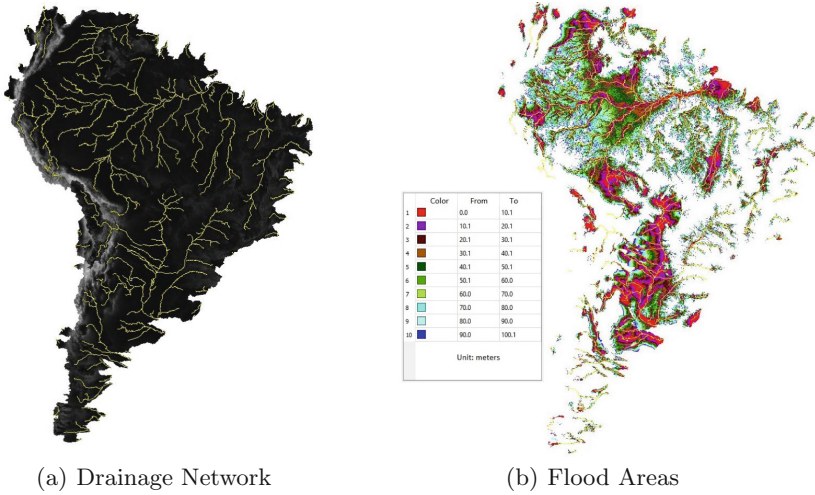 Color From To
1 0.0 10.1
2 10.1 20.1
3 20.1 30.1
4 30.1 40.1
5 40.1 50.1
6 50.1 60.0
7 60.0 70.0
8 70.0 80.0
9 80.0 90.0
10 90.0 100.1
Unit: meters
(a) Drainage Network
(b) Flood Areas